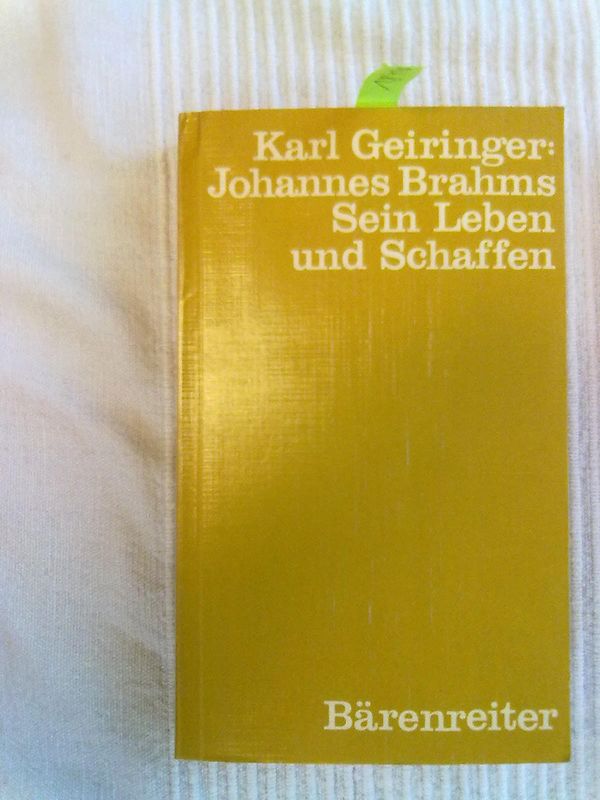 Karl Geiringer:
Johannes Brahms
Sein Leben
und Schaffen
Bärenreiter